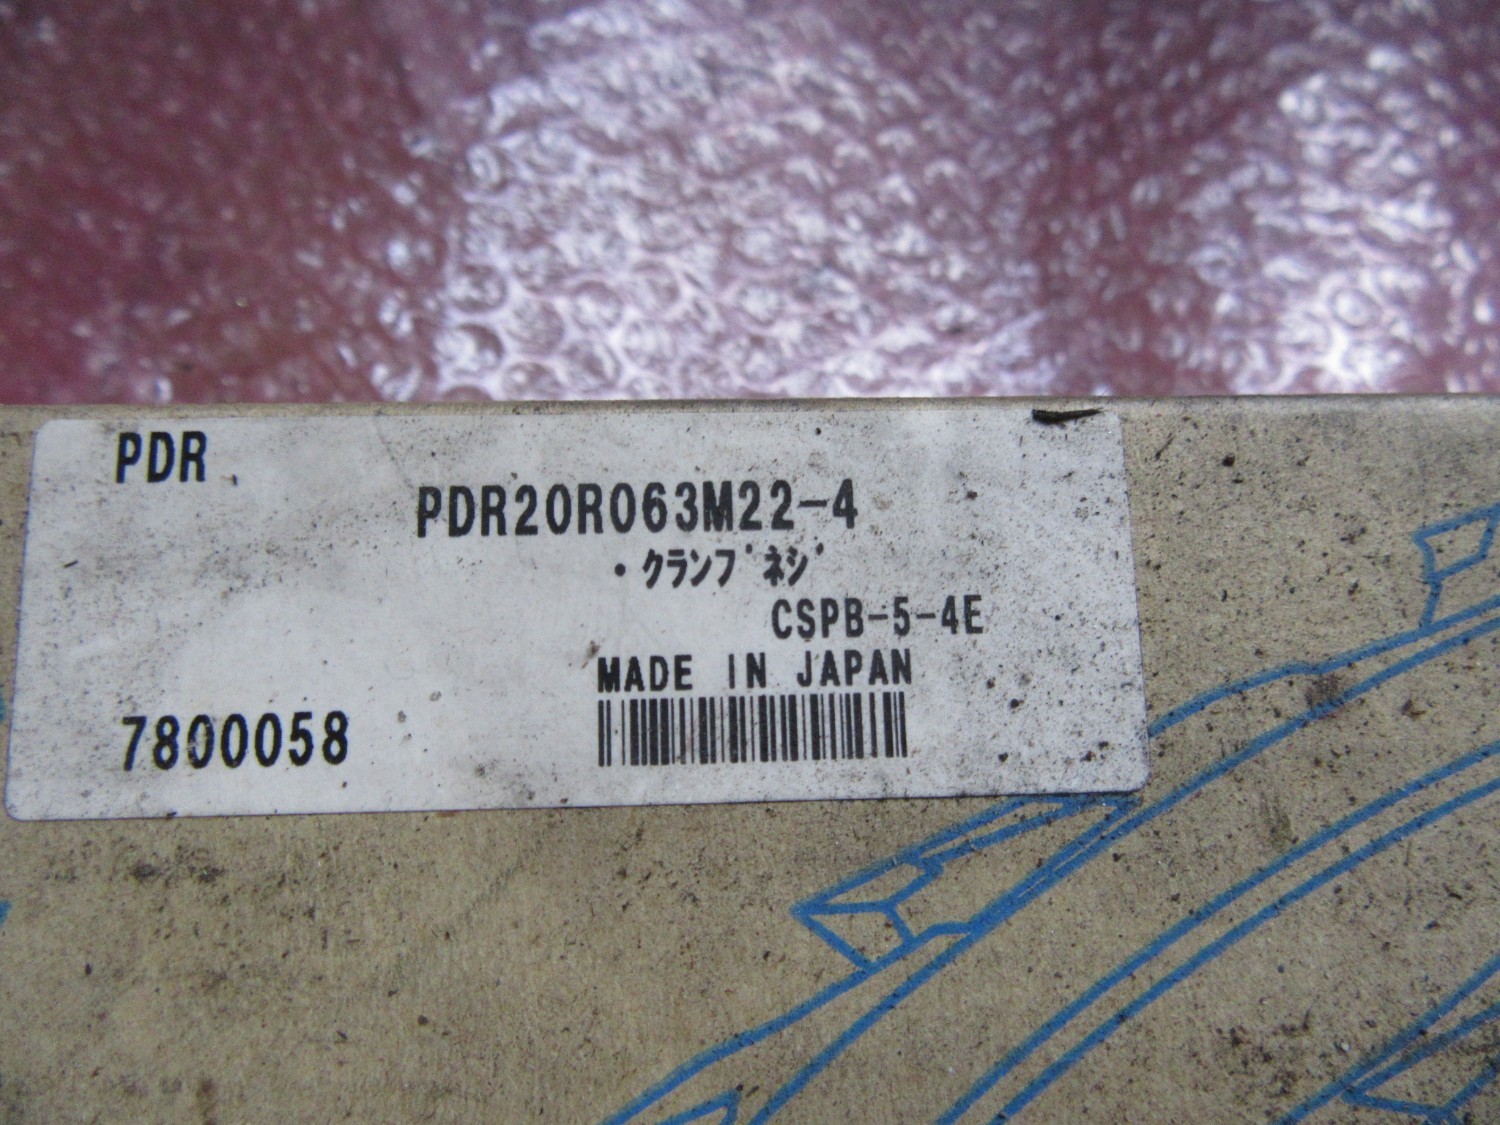 PDR
PDR20R063M22-4
・クランプネジ
CSPB-5-4E
MADE IN JAPAN
7800058